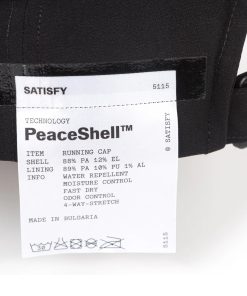 SATISFY 5115
TECHNOLOGY
PeaceShell™
ITEM RUNNING CAP
SHELL 88% PA 12% EL
LINING 89% PA 10% PU 1% AL
INFO WATER REPELLENT
MOISTURE CONTROL
FAST DRY
ODOR CONTROL
4-WAY-STRETCH
MADE IN BULGARIA
5115
® SATISFY